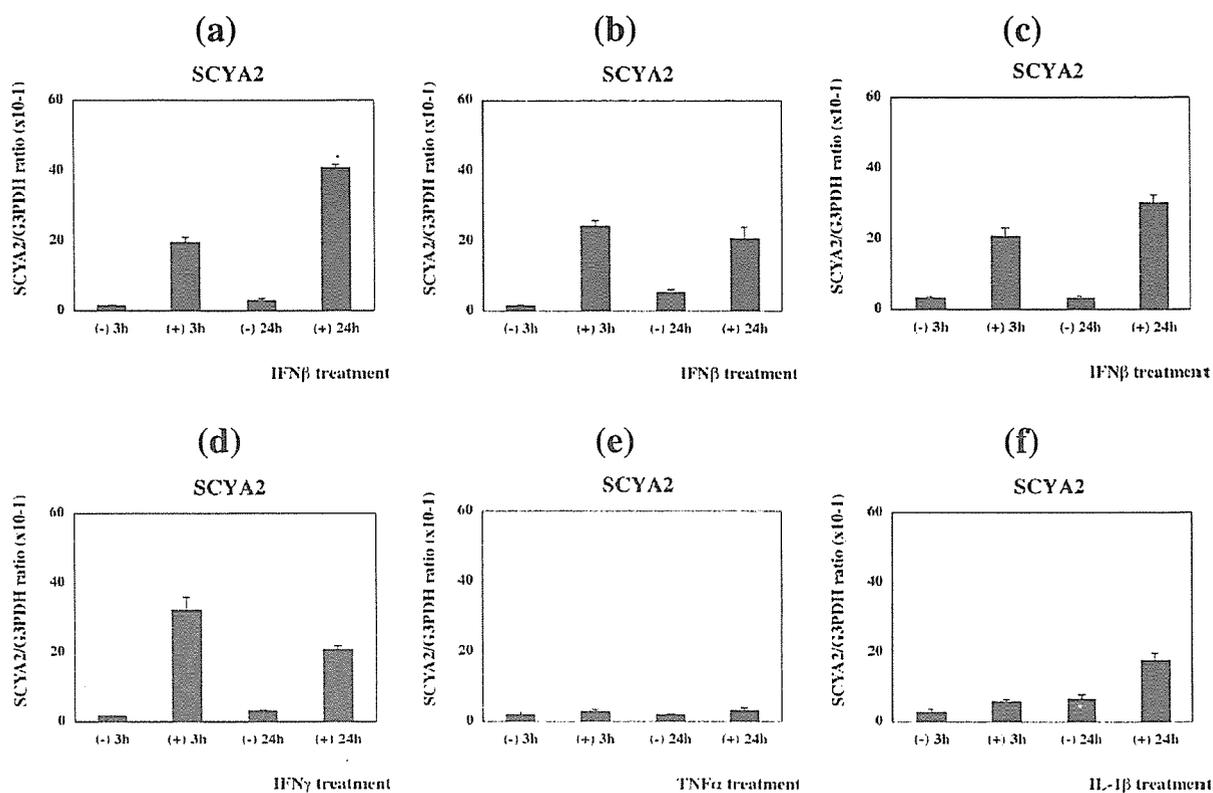 (a) (b) (c)
SCYA2 SCYA2 SCYA2
SCYA2/G3PDH ratio (x10-1) SCYA2/G3PDH ratio (x10-1) SCYA2/G3PDH ratio (x10-1)
60 60 60
40 40 40
20 20 20
0 0 0
(-) 3h (+) 3h (-) 24h (+) 24h (-) 3h (+) 3h (-) 24h (+) 24h (-) 3h (+) 3h (-) 24h (+) 24h
IFNβ treatment IFNβ treatment IFNβ treatment
(d) (e) (f)
SCYA2 SCYA2 SCYA2
SCYA2/G3PDH ratio (x10-1) SCYA2/G3PDH ratio (x10-1) SCYA2/G3PDH ratio (x10-1)
60 60 60
40 40 40
20 20 20
0 0 0
(-) 3h (+) 3h (-) 24h (+) 24h (-) 3h (+) 3h (-) 24h (+) 24h (-) 3h (+) 3h (-) 24h (+) 24h
IFNγ treatment TNFα treatment IL-1β treatment